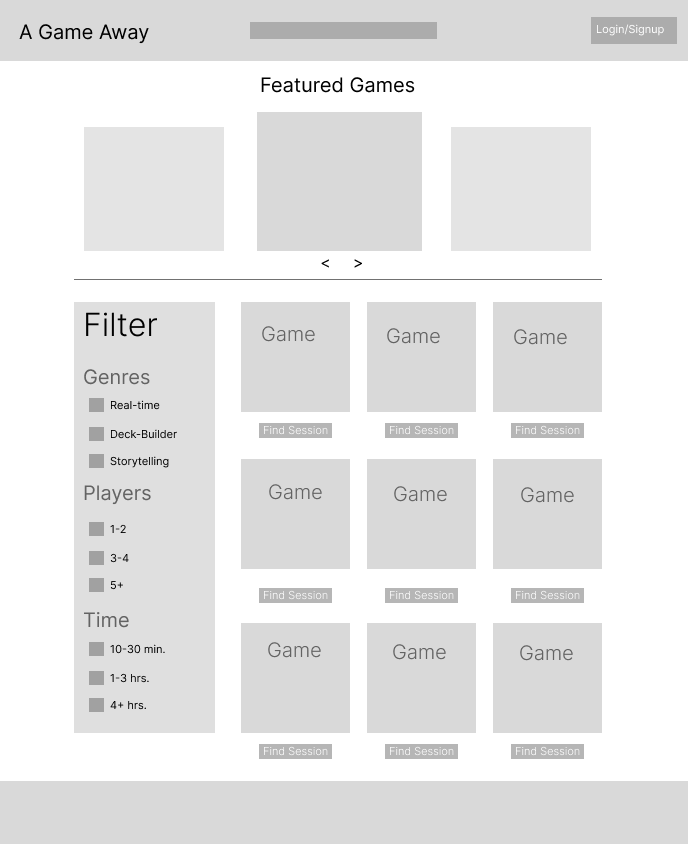 A Game Away
Login/Signup
Featured Games
< >
Filter
Genres
Real-time
Deck-Builder
Storytelling
Players
1-2
3-4
5+
Time
10-30 min.
1-3 hrs.
4+ hrs.
Game Game Game
Find Session Find Session Find Session
Game Game Game
Find Session Find Session Find Session
Game Game Game
Find Session Find Session Find Session